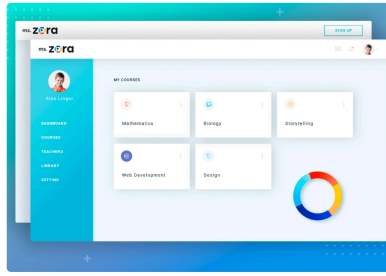 ms. zora
SIGN UP
ms. zora
Alex Linger
DASHBOARD
COURSES
TEACHERS
LIBRARY
SETTING
MY COURSES
Mathematics
Biology
Storytelling
Web Development
Design